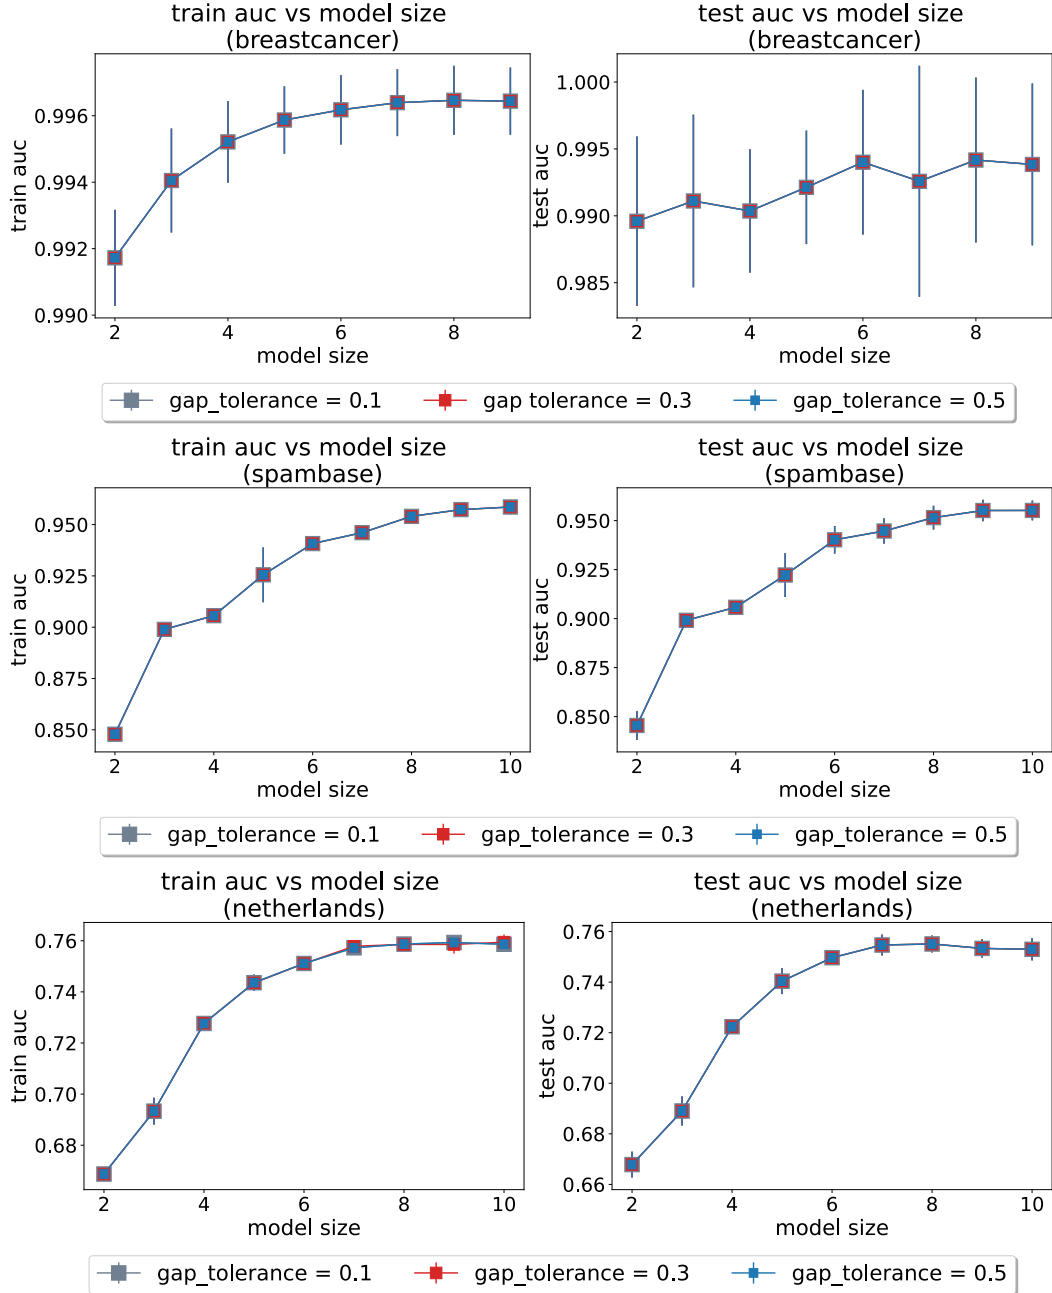 train auc vs model size
(breastcancer)
test auc vs model size
(breastcancer)
train auc
0.996
0.994
0.992
0.990
2 4 6 8
model size
test auc
1.000
0.995
0.990
0.985
2 4 6 8
model size
gap_tolerance = 0.1 gap tolerance = 0.3 gap_tolerance = 0.5
train auc vs model size
(spambase)
test auc vs model size
(spambase)
train auc
0.950
0.925
0.900
0.875
0.850
2 4 6 8 10
model size
test auc
0.950
0.900
0.850
2 4 6 8 10
model size
gap_tolerance = 0.1 gap_tolerance = 0.3 gap_tolerance = 0.5
train auc vs model size
(netherlands)
test auc vs model size
(netherlands)
train auc
0.76
0.74
0.72
0.70
0.68
2 4 6 8 10
model size
test auc
0.76
0.74
0.72
0.70
0.68
0.66
2 4 6 8 10
model size
gap_tolerance = 0.1 gap_tolerance = 0.3 gap_tolerance = 0.5